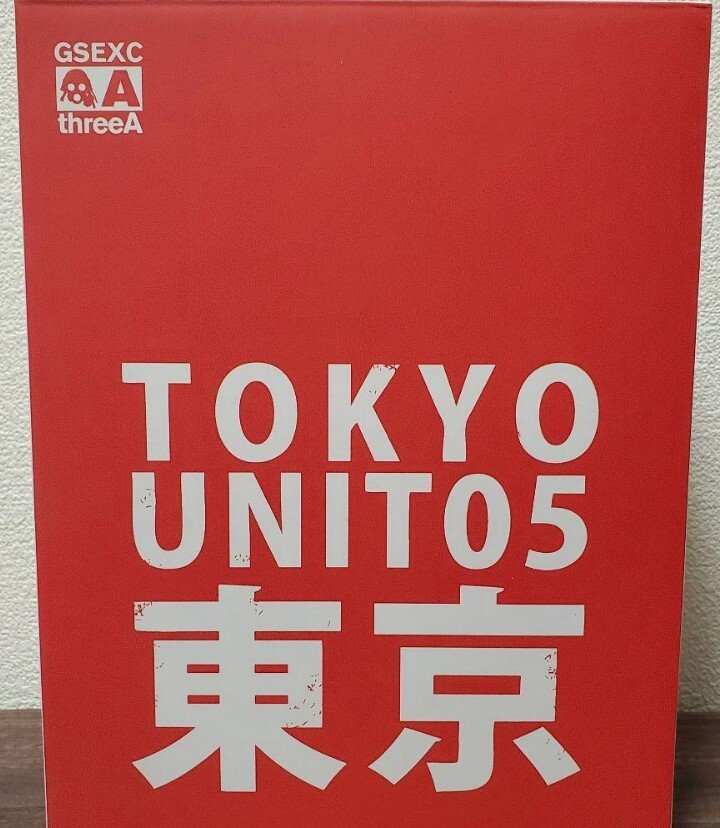 GSEXC
A
threeA
TOKYO
UNIT05
東京